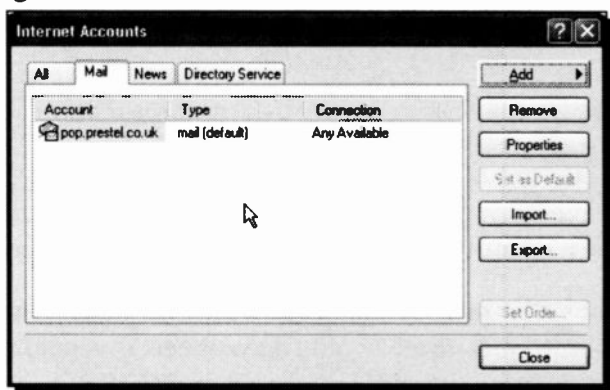 Internet Accounts
All Mail News Directory Service
Add
Account Type Connection
Remove
pop.prestel.co.uk mail (default) Any Available
Properties
Set as Default
Import...
Export...
Set Order...
Close